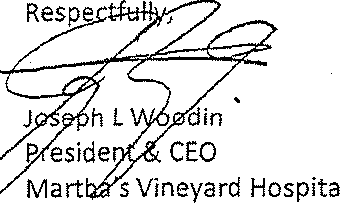 Respectfully,
Joseph L Woodin
President & CEO
Martha's Vineyard Hospita